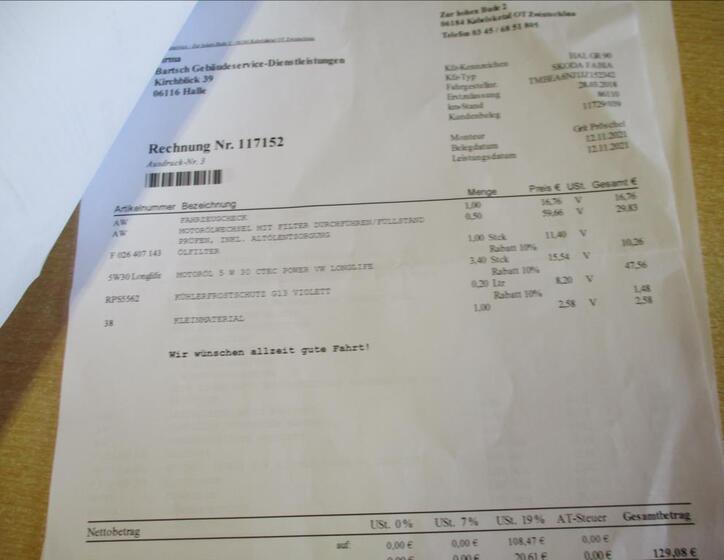 Zur hohen Bude 2
06184 Kabelsketal OT Zwintschöna
Telefon 03 45 / 68 51 805
Bartsch Gebäudeservice-Dienstleistungen
Kirchblick 39
06116 Halle
Kfz-Kennzeichen HAL GR 90
Kfz-Typ SKODA FABIA
Fahrgestellnr.
Erstzulassung 28.03.2018
km-Stand 86110
Kundenbeleg
Monteur Grit Pröschel
Belegdatum 12.11.2021
Leistungsdatum 12.11.2021
Rechnung Nr. 117152
Ausdruck-Nr. 3
Artikelnummer Bezeichnung Menge Preis € USt. Gesamt €
AW FAHRZEUGCHECK 1,00 16,76 V 16,76
AW MOTORÖLWECHSEL MIT FILTER DURCHFÜHREN/FÜLLSTAND 0,50 59,66 V 29,83
PRÜFEN, INKL. ALTÖLENTSORGUNG
F 026 407 143 ÖLFILTER 1,00 Stck 11,40 V
Rabatt 10% 10,26
5W30 Longlife MOTORÖL 5 W 30 CTEC POWER VW LONGLIFE 3,40 Stck 15,54 V
Rabatt 10% 47,56
RPS5562 KÜHLERFROSTSCHUTZ G13 VIOLETT 0,20 Ltr 8,20 V
Rabatt 10% 1,48
38 KLEINMATERIAL 1,00 2,58 V 2,58
Wir wünschen allzeit gute Fahrt!
USt. 0% USt. 7% USt. 19% AT-Steuer Gesamtbetrag
Nettobetrag auf: 0,00 € 0,00 € 108,47 € 0,00 €
0,00 € 0,00 € 20,61 € 0,00 € 129,08 €